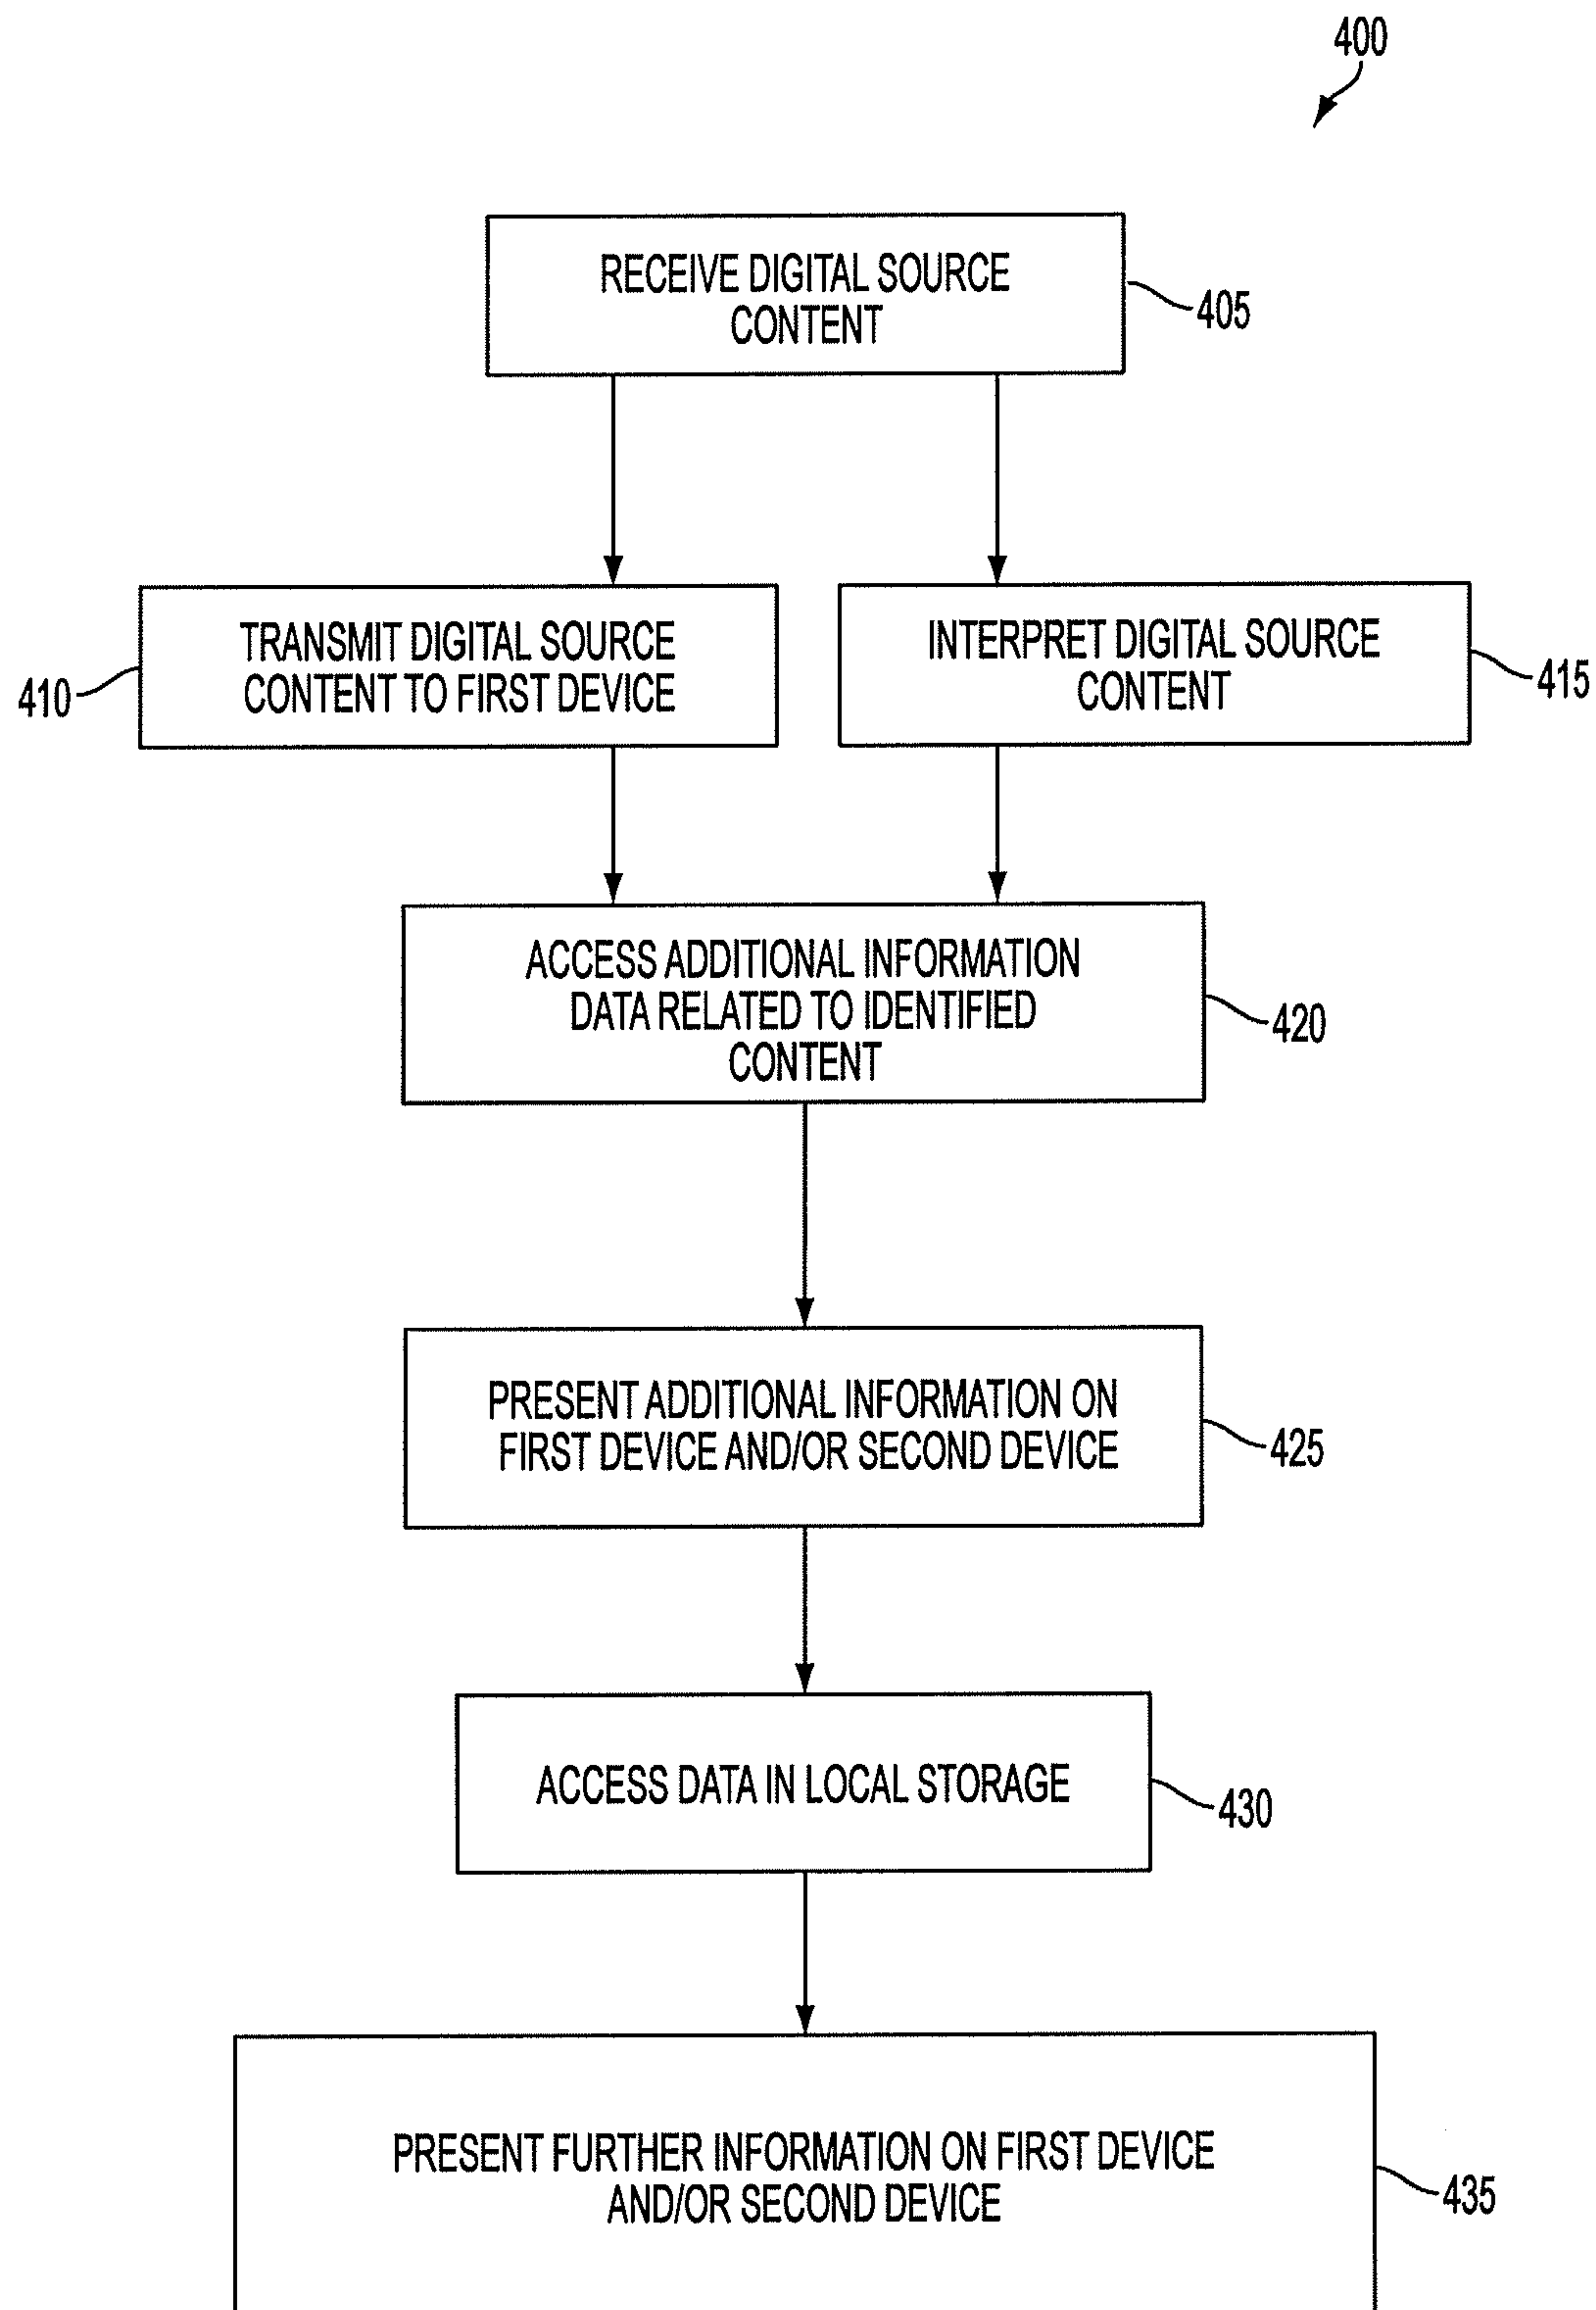 400
RECEIVE DIGITAL SOURCE
CONTENT
405
TRANSMIT DIGITAL SOURCE
CONTENT TO FIRST DEVICE
410
INTERPRET DIGITAL SOURCE
CONTENT
415
ACCESS ADDITIONAL INFORMATION
DATA RELATED TO IDENTIFIED
CONTENT
420
PRESENT ADDITIONAL INFORMATION ON
FIRST DEVICE AND/OR SECOND DEVICE
425
ACCESS DATA IN LOCAL STORAGE
430
PRESENT FURTHER INFORMATION ON FIRST DEVICE
AND/OR SECOND DEVICE
435